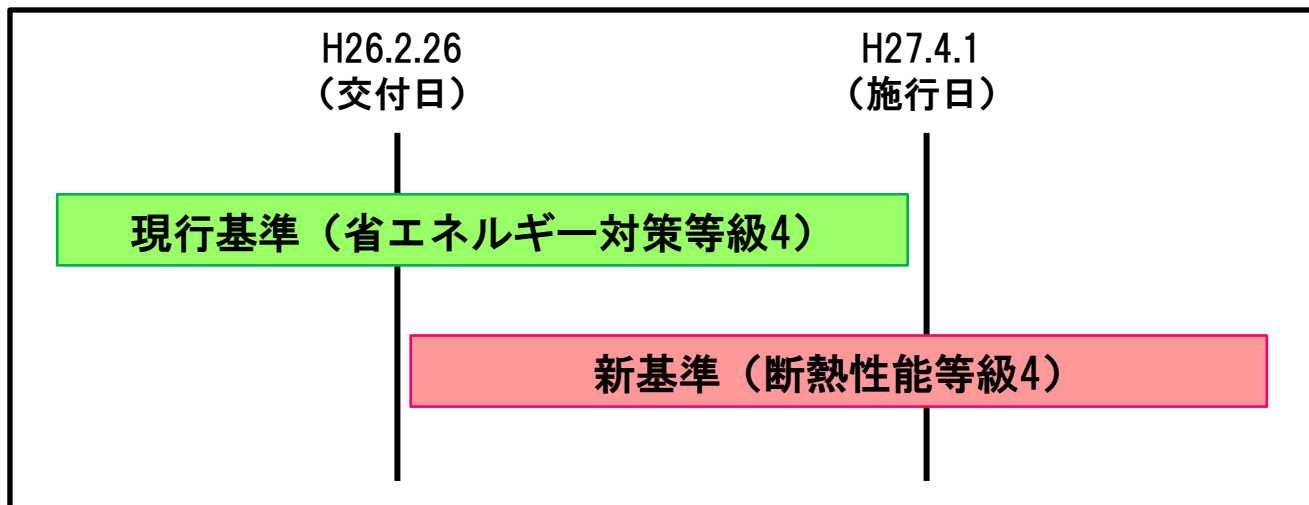 H26.2.26
（交付日）
H27.4.1
（施行日）
現行基準（省エネルギー対策等級4）
新基準（断熱性能等級4）